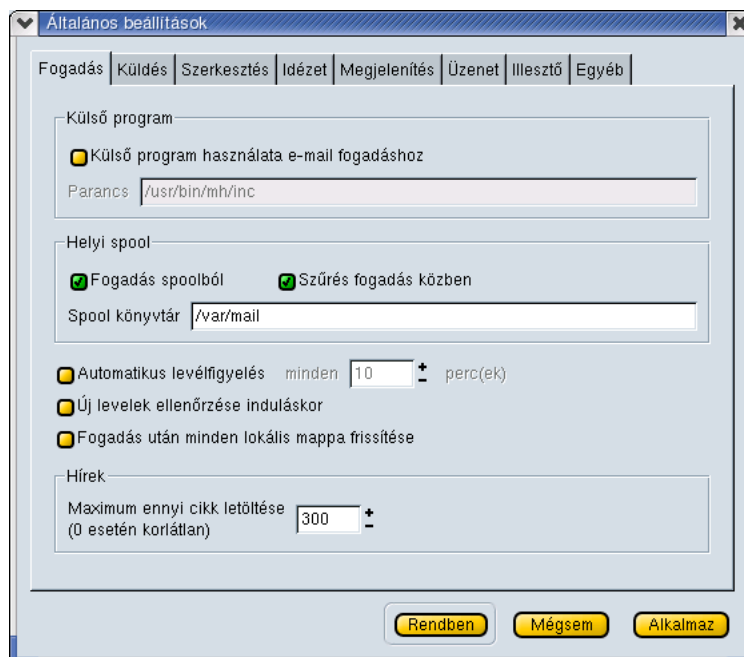 Általános beállítások
Fogadás Küldés Szerkesztés Idézet Megjelenítés Üzenet Illesztő Egyéb
Külső program
Külső program használata e-mail fogadáshoz
Parancs /usr/bin/mh/inc
Helyi spool
Fogadás spoolból Szűrés fogadás közben
Spool könyvtár /var/mail
Automatikus levélfigyelés minden 10 perc(ek)
Új levelek ellenőrzése induláskor
Fogadás után minden lokális mappa frissítése
Hírek
Maximum ennyi cikk letöltése
(0 esetén korlátlan) 300
Rendben Mégsem Alkalmaz